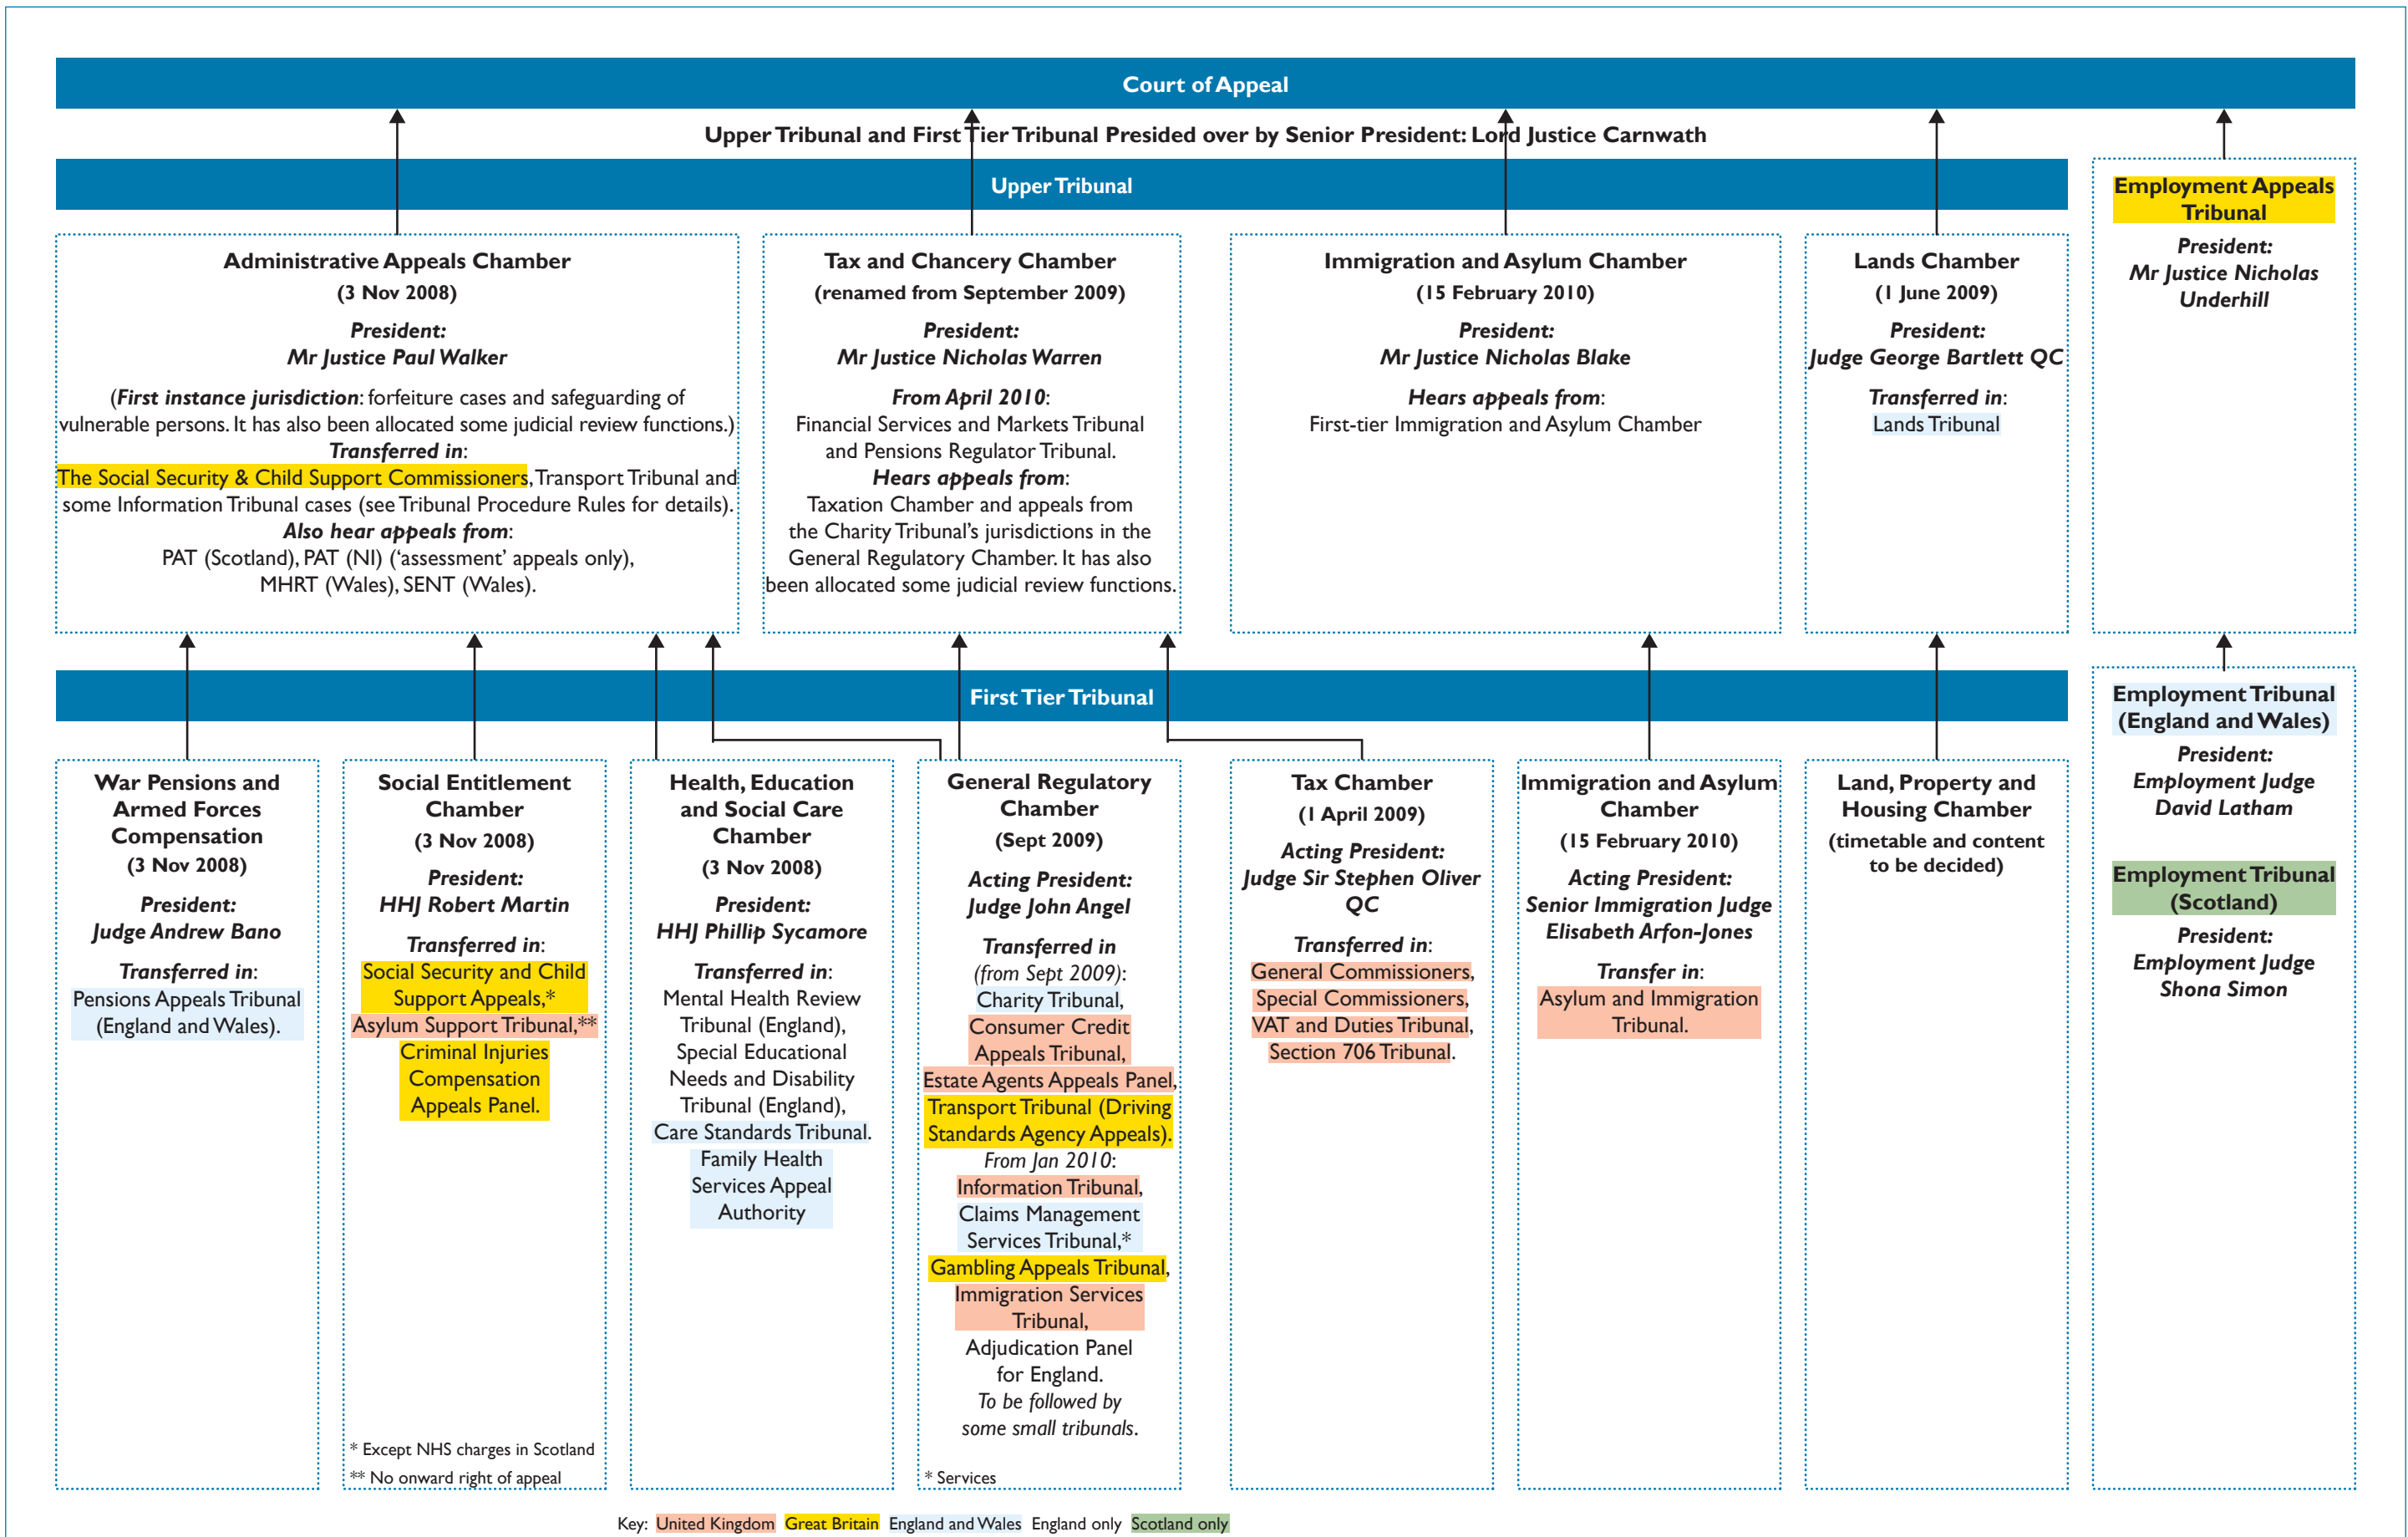 Court of Appeal
Upper Tribunal and First Tier Tribunal Presided over by Senior President: Lord Justice Carnwath
Upper Tribunal
Administrative Appeals Chamber
(3 Nov 2008)
President:
Mr Justice Paul Walker
(First instance jurisdiction: forfeiture cases and safeguarding of
vulnerable persons. It has also been allocated some judicial review functions.)
Transferred in:
The Social Security & Child Support Commissioners, Transport Tribunal and
some Information Tribunal cases (see Tribunal Procedure Rules for details).
Also hear appeals from:
PAT (Scotland), PAT (NI) (‘assessment’ appeals only),
MHRT (Wales), SENT (Wales).
Tax and Chancery Chamber
(renamed from September 2009)
President:
Mr Justice Nicholas Warren
From April 2010:
Financial Services and Markets Tribunal
and Pensions Regulator Tribunal.
Hears appeals from:
Taxation Chamber and appeals from
the Charity Tribunal’s jurisdictions in the
General Regulatory Chamber. It has also
been allocated some judicial review functions.
Immigration and Asylum Chamber
(15 February 2010)
President:
Mr Justice Nicholas Blake
Hears appeals from:
First-tier Immigration and Asylum Chamber
Lands Chamber
(1 June 2009)
President:
Judge George Bartlett QC
Transferred in:
Lands Tribunal
Employment Appeals
Tribunal
President:
Mr Justice Nicholas
Underhill
First Tier Tribunal
War Pensions and
Armed Forces
Compensation
(3 Nov 2008)
President:
Judge Andrew Bano
Transferred in:
Pensions Appeals Tribunal
(England and Wales).
Social Entitlement
Chamber
(3 Nov 2008)
President:
HHJ Robert Martin
Transferred in:
Social Security and Child
Support Appeals,*
Asylum Support Tribunal,**
Criminal Injuries
Compensation
Appeals Panel.
* Except NHS charges in Scotland
** No onward right of appeal
Health, Education
and Social Care
Chamber
(3 Nov 2008)
President:
HHJ Phillip Sycamore
Transferred in:
Mental Health Review
Tribunal (England),
Special Educational
Needs and Disability
Tribunal (England),
Care Standards Tribunal.
Family Health
Services Appeal
Authority
General Regulatory
Chamber
(Sept 2009)
Acting President:
Judge John Angel
Transferred in
(from Sept 2009):
Charity Tribunal,
Consumer Credit
Appeals Tribunal,
Estate Agents Appeals Panel,
Transport Tribunal (Driving
Standards Agency Appeals).
From Jan 2010:
Information Tribunal,
Claims Management
Services Tribunal,*
Gambling Appeals Tribunal,
Immigration Services
Tribunal,
Adjudication Panel
for England.
To be followed by
some small tribunals.
* Services
Tax Chamber
(1 April 2009)
Acting President:
Judge Sir Stephen Oliver
QC
Transferred in:
General Commissioners,
Special Commissioners,
VAT and Duties Tribunal,
Section 706 Tribunal.
Immigration and Asylum
Chamber
(15 February 2010)
Acting President:
Senior Immigration Judge
Elisabeth Arfon-Jones
Transfer in:
Asylum and Immigration
Tribunal.
Land, Property and
Housing Chamber
(timetable and content
to be decided)
Employment Tribunal
(England and Wales)
President:
Employment Judge
David Latham
Employment Tribunal
(Scotland)
President:
Employment Judge
Shona Simon
Key: United Kingdom Great Britain England and Wales England only Scotland only